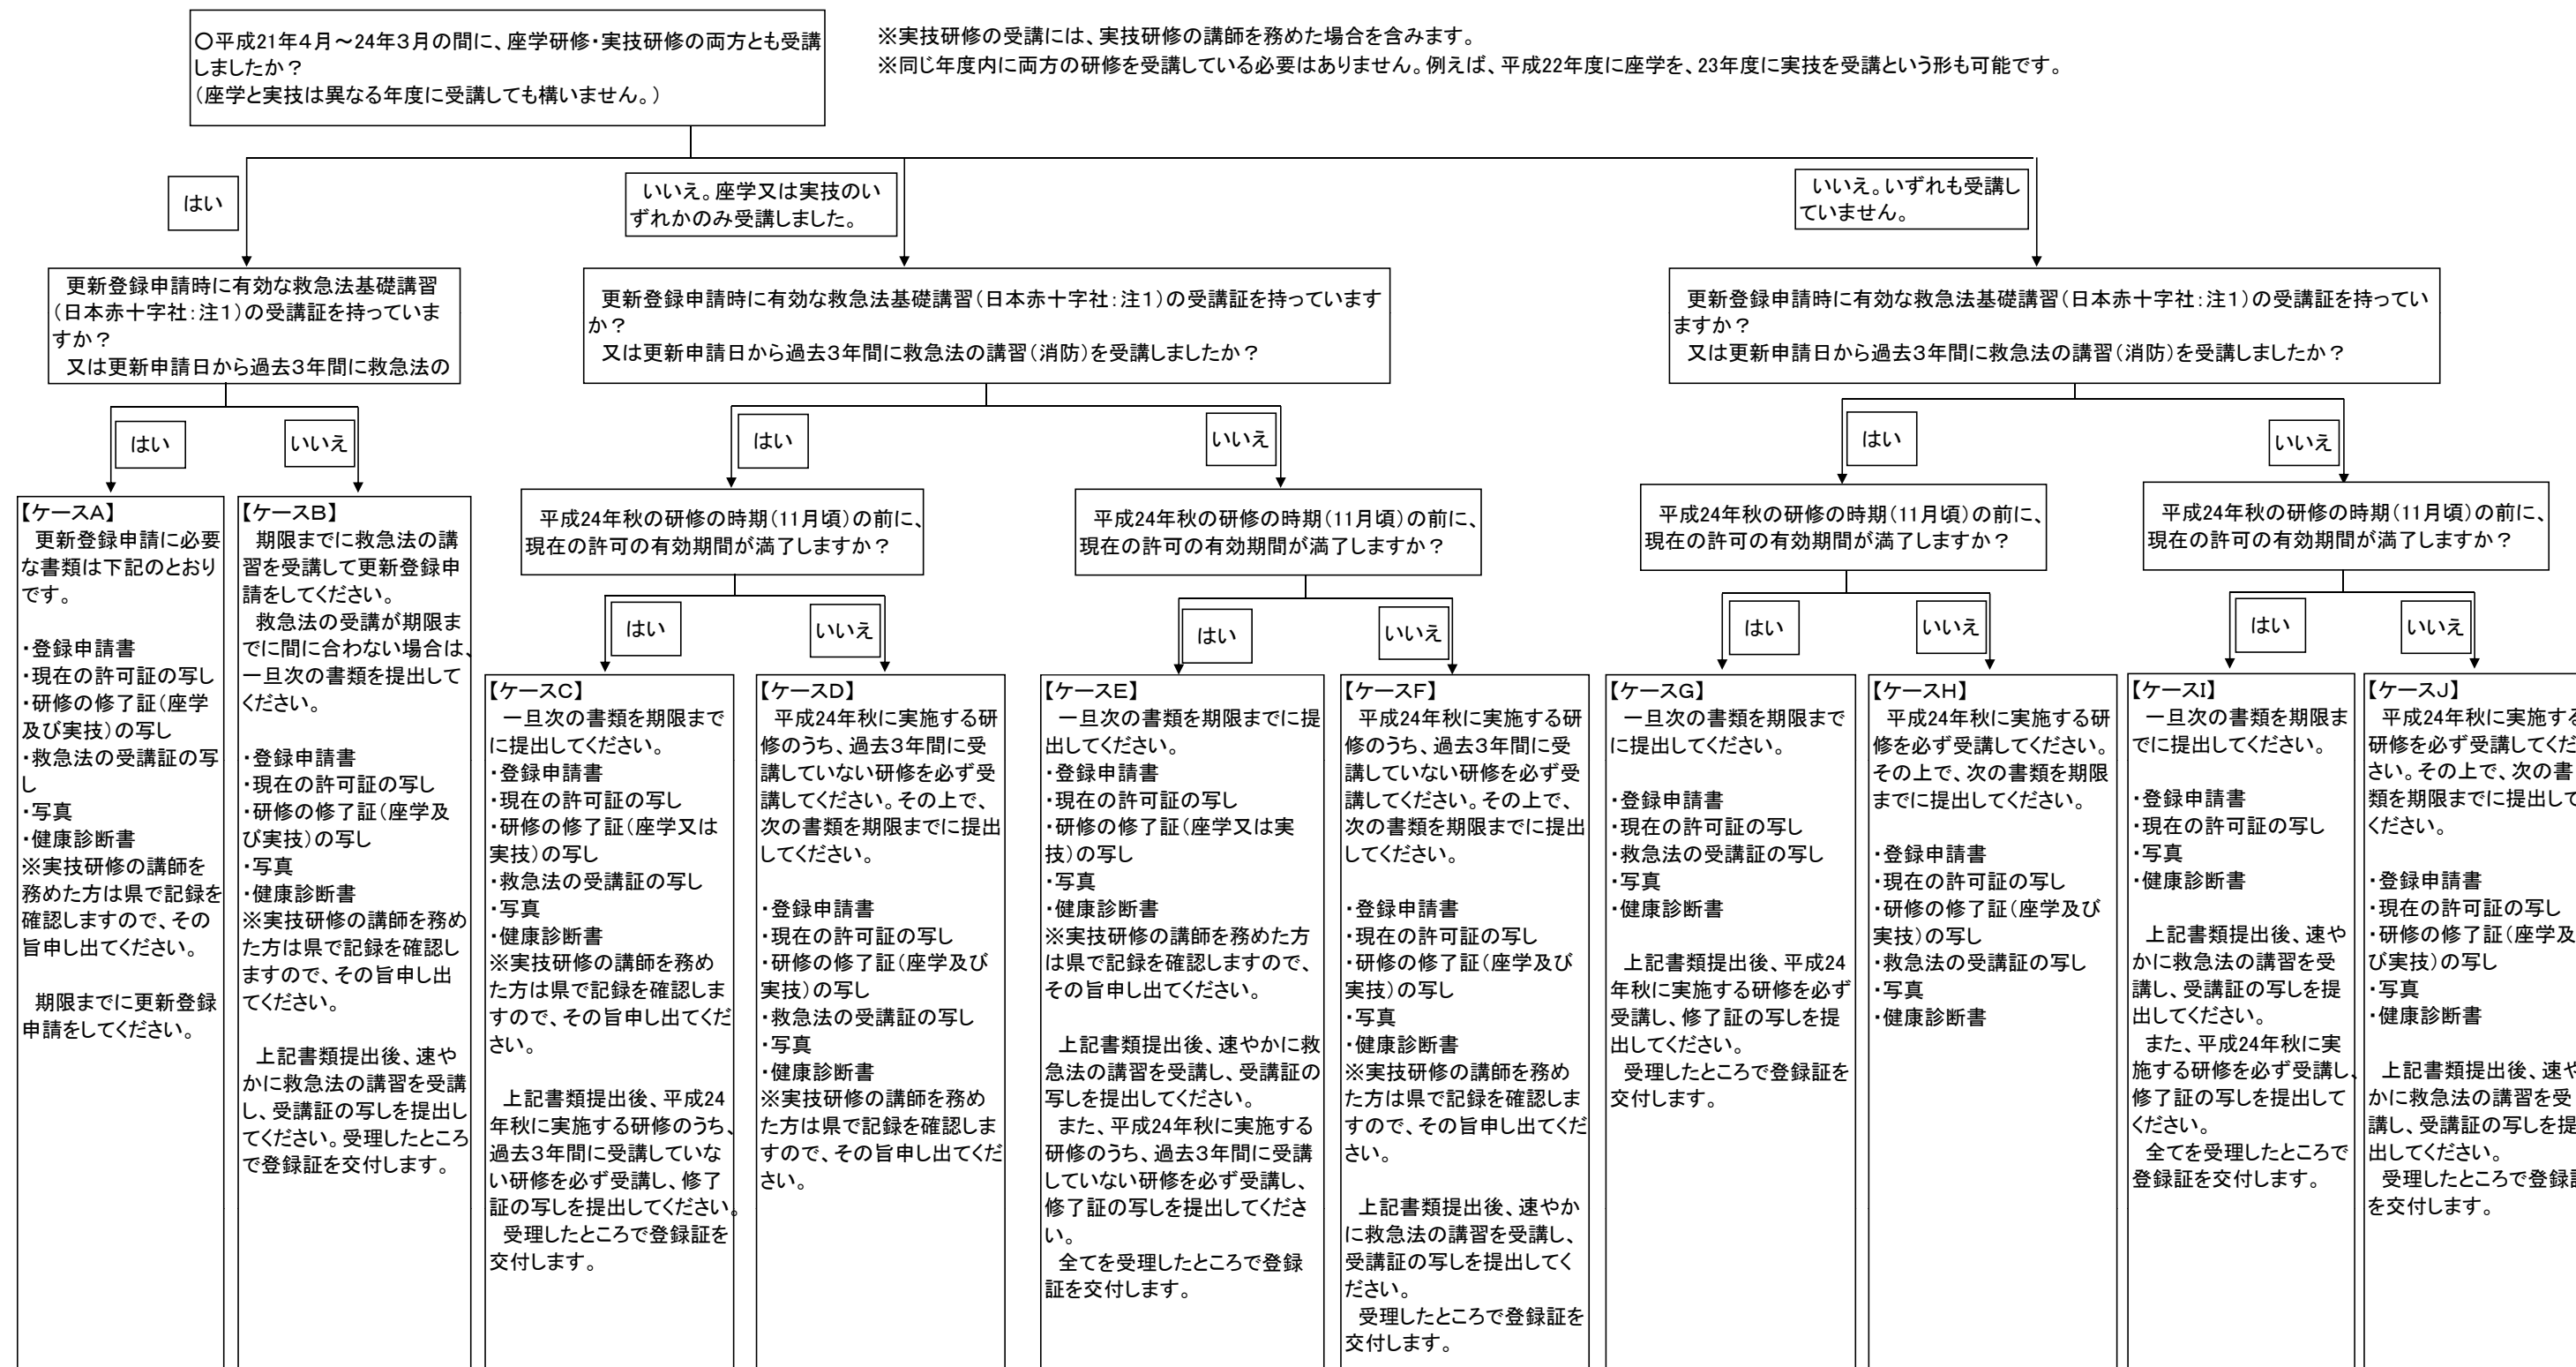 ○平成21年4月～24年3月の間に、座学研修・実技研修の両方とも受講
しましたか？
（座学と実技は異なる年度に受講しても構いません。）
※実技研修の受講には、実技研修の講師を務めた場合を含みます。
※同じ年度内に両方の研修を受講している必要はありません。例えば、平成22年度に座学を、23年度に実技を受講という形も可能です。
はい
いいえ。座学又は実技のい
ずれかのみ受講しました。
いいえ。いずれも受講し
ていません。
更新登録申請時に有効な救急法基礎講習
（日本赤十字社：注1）の受講証を持っていま
すか？
又は更新申請日から過去3年間に救急法の
更新登録申請時に有効な救急法基礎講習（日本赤十字社：注1）の受講証を持っています
か？
又は更新申請日から過去3年間に救急法の講習（消防）を受講しましたか？
更新登録申請時に有効な救急法基礎講習（日本赤十字社：注1）の受講証を持ってい
ますか？
又は更新申請日から過去3年間に救急法の講習（消防）を受講しましたか？
はい
いいえ
はい
いいえ
はい
いいえ
平成24年秋の研修の時期（11月頃）の前に、
現在の許可の有効期間が満了しますか？
平成24年秋の研修の時期（11月頃）の前に、
現在の許可の有効期間が満了しますか？
平成24年秋の研修の時期（11月頃）の前に、
現在の許可の有効期間が満了しますか？
平成24年秋の研修の時期（11月頃）の前に、
現在の許可の有効期間が満了しますか？
はい
いいえ
はい
いいえ
はい
いいえ
はい
いいえ
【ケースA】
更新登録申請に必要
な書類は下記のとおり
です。
・登録申請書
・現在の許可証の写し
・研修の修了証（座学
及び実技）の写し
・救急法の受講証の写
し
・写真
・健康診断書
※実技研修の講師を
務めた方は県で記録を
確認しますので、その
旨申し出てください。
期限までに更新登録
申請をしてください。
【ケースB】
期限までに救急法の講
習を受講して更新登録申
請をしてください。
救急法の受講が期限ま
でに間に合わない場合は、
一旦次の書類を提出して
ください。
・登録申請書
・現在の許可証の写し
・研修の修了証（座学及
び実技）の写し
・写真
・健康診断書
※実技研修の講師を務め
た方は県で記録を確認し
ますので、その旨申し出
てください。
上記書類提出後、速や
かに救急法の講習を受講
し、受講証の写しを提出し
てください。受理したところ
で登録証を交付します。
【ケースC】
一旦次の書類を期限まで
に提出してください。
・登録申請書
・現在の許可証の写し
・研修の修了証（座学又は
実技）の写し
・救急法の受講証の写し
・写真
・健康診断書
※実技研修の講師を務め
た方は県で記録を確認しま
すので、その旨申し出てくだ
さい。
上記書類提出後、平成24
年秋に実施する研修のうち、
過去3年間に受講していな
い研修を必ず受講し、修了
証の写しを提出してください。
受理したところで登録証を
交付します。
【ケースD】
平成24年秋に実施する研
修のうち、過去3年間に受
講していない研修を必ず受
講してください。その上で、
次の書類を期限までに提出
してください。
・登録申請書
・現在の許可証の写し
・研修の修了証（座学及び
実技）の写し
・救急法の受講証の写し
・写真
・健康診断書
※実技研修の講師を務め
た方は県で記録を確認しま
すので、その旨申し出てくだ
さい。
【ケースE】
一旦次の書類を期限までに提
出してください。
・登録申請書
・現在の許可証の写し
・研修の修了証（座学又は実
技）の写し
・写真
・健康診断書
※実技研修の講師を務めた方
は県で記録を確認しますので、
その旨申し出てください。
上記書類提出後、速やかに救
急法の講習を受講し、受講証の
写しを提出してください。
また、平成24年秋に実施する
研修のうち、過去3年間に受講
していない研修を必ず受講し、
修了証の写しを提出してくださ
い。
全てを受理したところで登録
証を交付します。
【ケースF】
平成24年秋に実施する研
修のうち、過去3年間に受
講していない研修を必ず受
講してください。その上で、
次の書類を期限までに提出
してください。
・登録申請書
・現在の許可証の写し
・研修の修了証（座学及び
実技）の写し
・写真
・健康診断書
※実技研修の講師を務め
た方は県で記録を確認しま
すので、その旨申し出てくだ
さい。
上記書類提出後、速やか
に救急法の講習を受講し、
受講証の写しを提出してく
ださい。
受理したところで登録証を
交付します。
【ケースG】
一旦次の書類を期限まで
に提出してください。
・登録申請書
・現在の許可証の写し
・救急法の受講証の写し
・写真
・健康診断書
上記書類提出後、平成24
年秋に実施する研修を必ず
受講し、修了証の写しを提
出してください。
受理したところで登録証を
交付します。
【ケースH】
平成24年秋に実施する研
修を必ず受講してください。
その上で、次の書類を期限
までに提出してください。
・登録申請書
・現在の許可証の写し
・研修の修了証（座学及び
実技）の写し
・救急法の受講証の写し
・写真
・健康診断書
【ケースI】
一旦次の書類を期限ま
でに提出してください。
・登録申請書
・現在の許可証の写し
・写真
・健康診断書
上記書類提出後、速や
かに救急法の講習を受
講し、受講証の写しを提
出してください。
また、平成24年秋に実
施する研修を必ず受講し、
修了証の写しを提出して
ください。
全てを受理したところで
登録証を交付します。
【ケースJ】
平成24年秋に実施する
研修を必ず受講してくだ
さい。その上で、次の書
類を期限までに提出して
ください。
・登録申請書
・現在の許可証の写し
・研修の修了証（座学及
び実技）の写し
・写真
・健康診断書
上記書類提出後、速や
かに救急法の講習を受
講し、受講証の写しを提
出してください。
受理したところで登録証
を交付します。